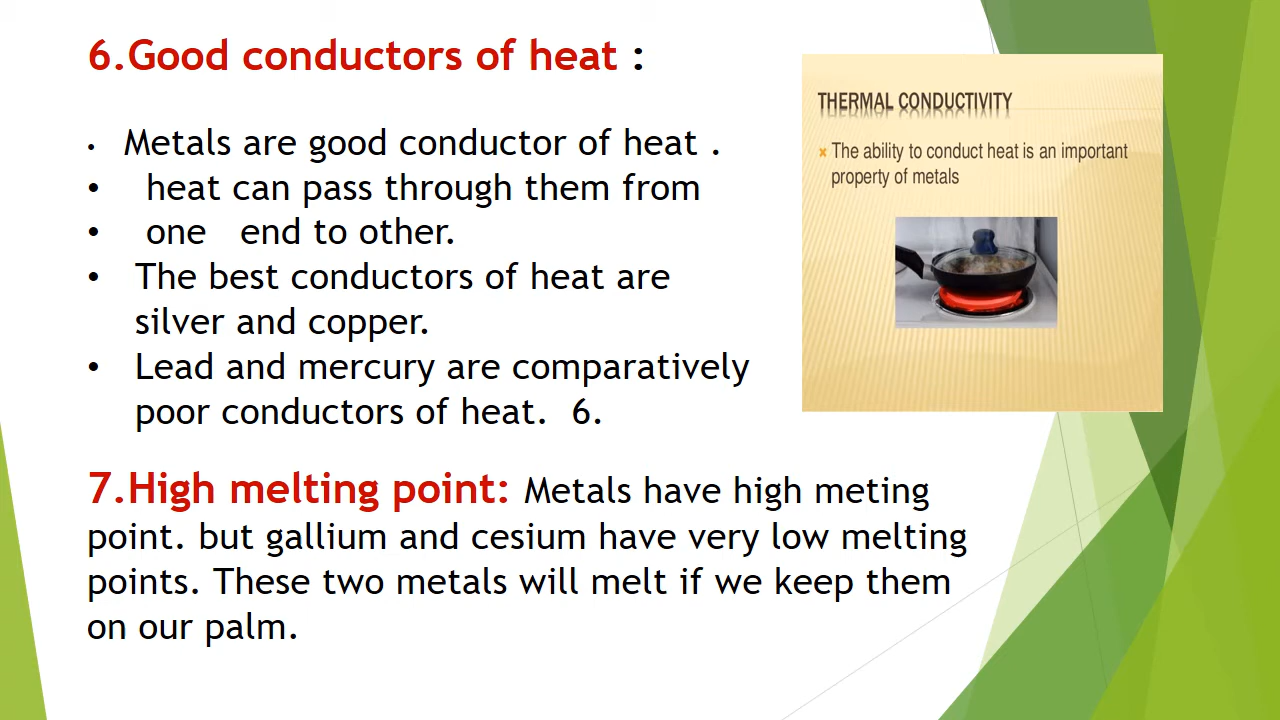 6.Good conductors of heat :
• Metals are good conductor of heat .
• heat can pass through them from
• one end to other.
• The best conductors of heat are
silver and copper.
• Lead and mercury are comparatively
poor conductors of heat. 6.
7.High melting point: Metals have high meting
point. but gallium and cesium have very low melting
points. These two metals will melt if we keep them
on our palm.
THERMAL CONDUCTIVITY
The ability to conduct heat is an important
property of metals